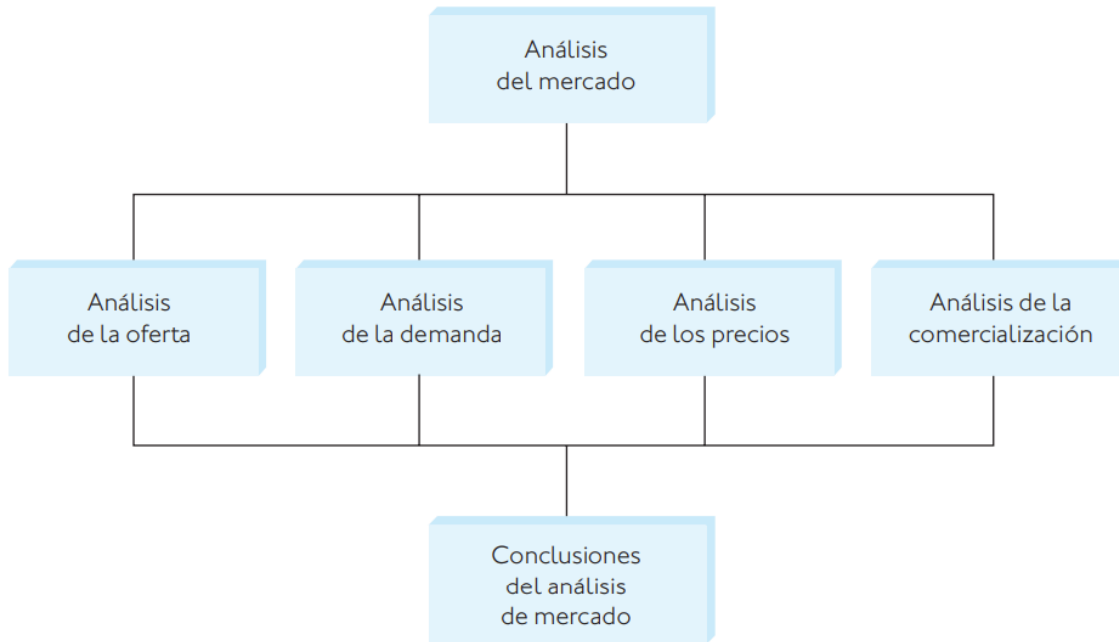 Análisis
del mercado
Análisis
de la oferta
Análisis
de la demanda
Análisis
de los precios
Análisis de la
comercialización
Conclusiones
del análisis
de mercado